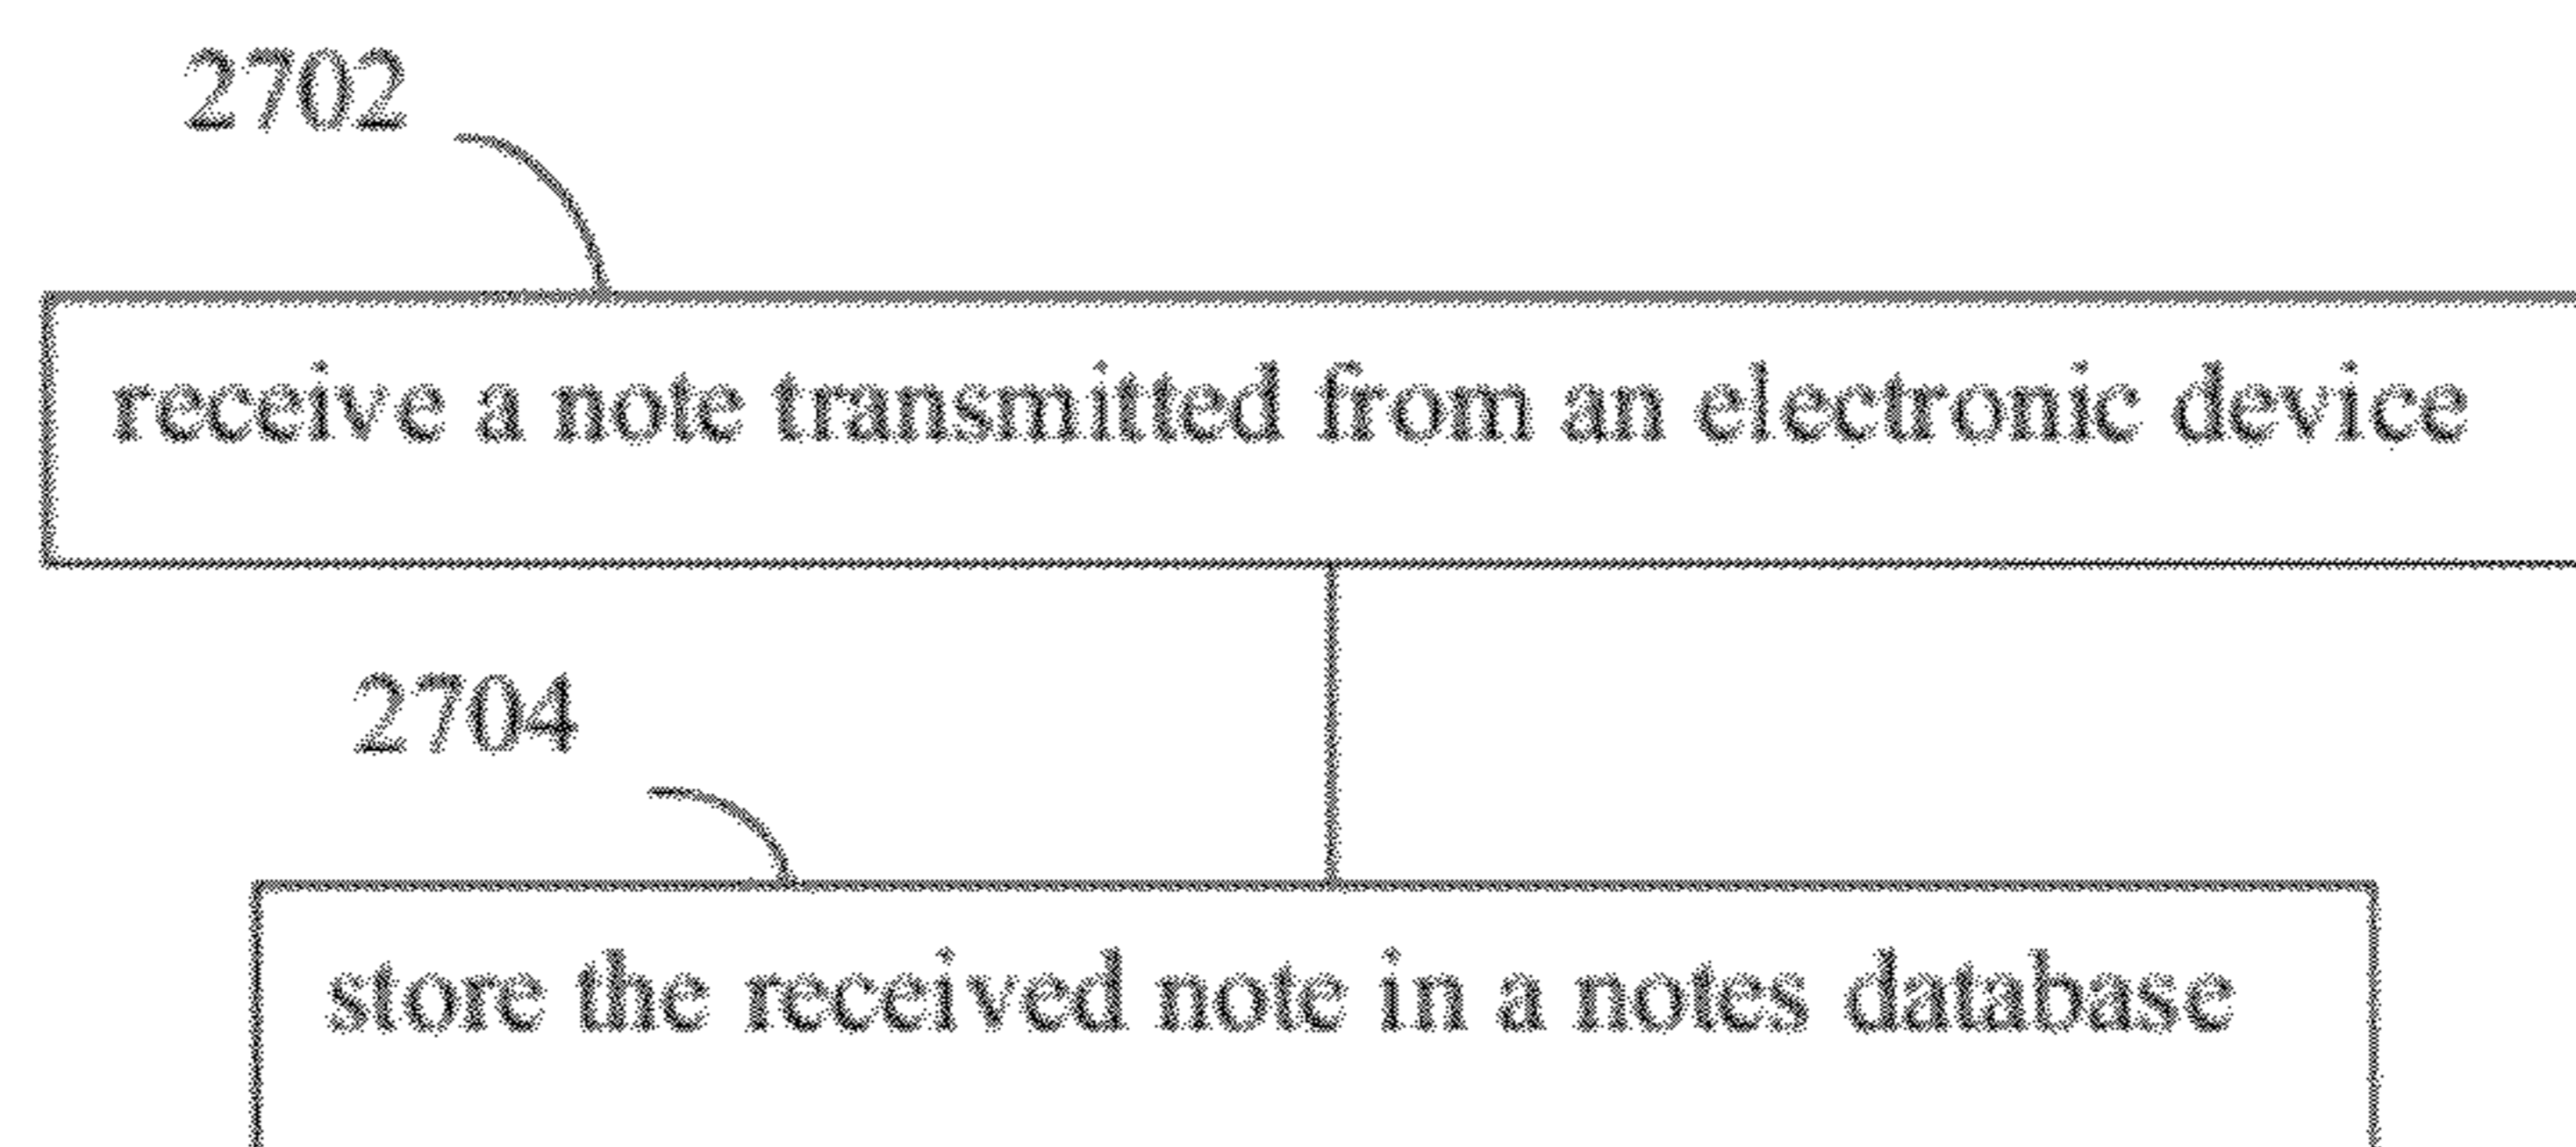 2702
receive a note transmitted from an electronic device
2704
store the received note in a notes database